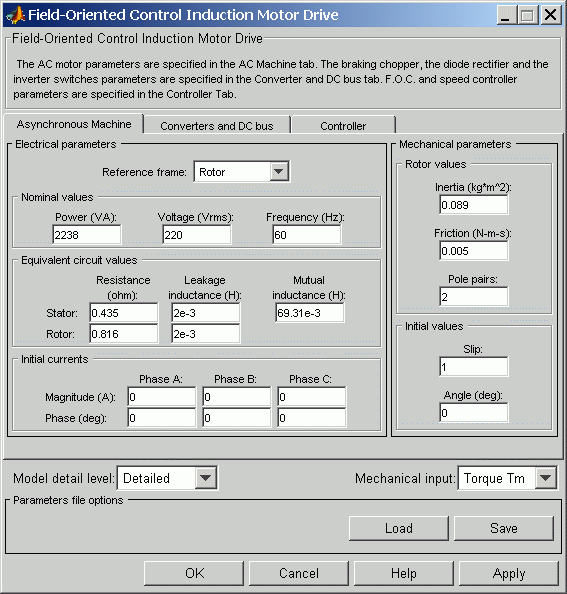 Field-Oriented Control Induction Motor Drive
Field-Oriented Control Induction Motor Drive
The AC motor parameters are specified in the AC Machine tab. The braking chopper, the diode rectifier and the
inverter switches parameters are specified in the Converter and DC bus tab. F.O.C. and speed controller
parameters are specified in the Controller Tab.
Asynchronous Machine Converters and DC bus Controller
Electrical parameters
Reference frame: Rotor
Nominal values
Power (VA): Voltage (Vrms): Frequency (Hz):
2238 220 60
Equivalent circuit values
Resistance Leakage Mutual
(ohm): inductance (H): inductance (H):
Stator: 0.435 2e-3 69.31e-3
Rotor: 0.816 2e-3
Initial currents
Phase A: Phase B: Phase C:
Magnitude (A): 0 0 0
Phase (deg): 0 0 0
Mechanical parameters
Rotor values
Inertia (kg*m^2):
0.089
Friction (N-m-s):
0.005
Pole pairs:
2
Initial values
Slip:
1
Angle (deg):
0
Model detail level: Detailed Mechanical input: Torque Tm
Parameters file options
Load Save
OK Cancel Help Apply